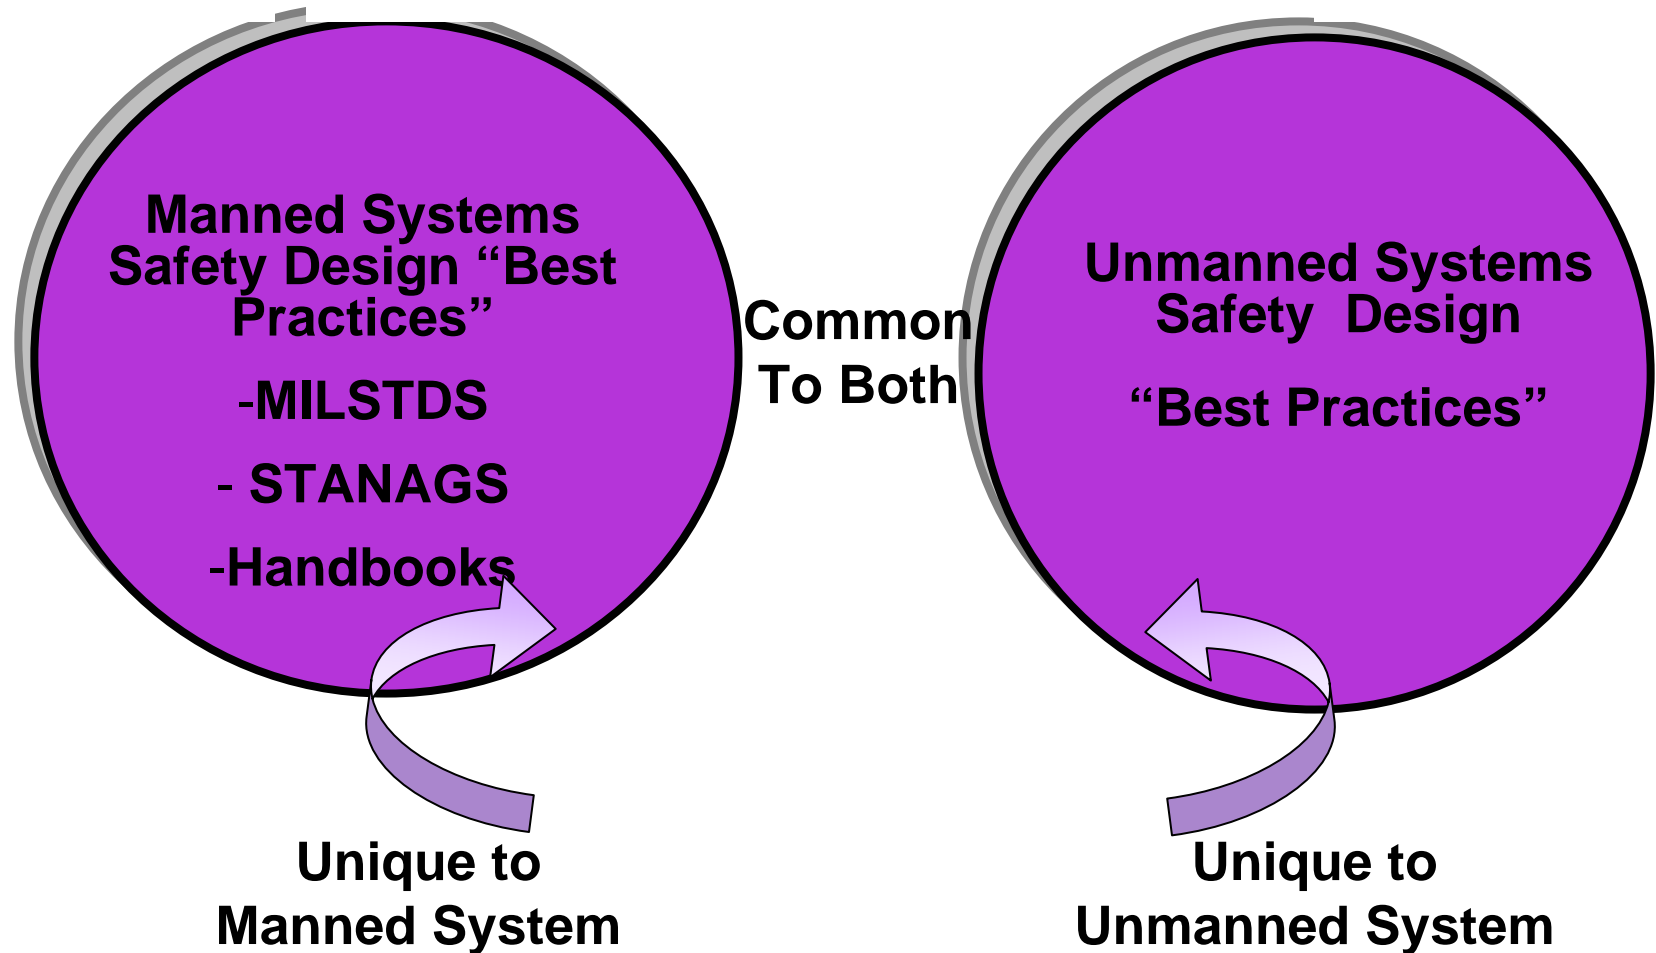 Manned Systems
Safety Design “Best
Practices”
-MILSTDS
- STANAGS
-Handbooks
Common
To Both
Unmanned Systems
Safety  Design
“Best Practices”
Unique to
Manned System
Unique to
Unmanned System